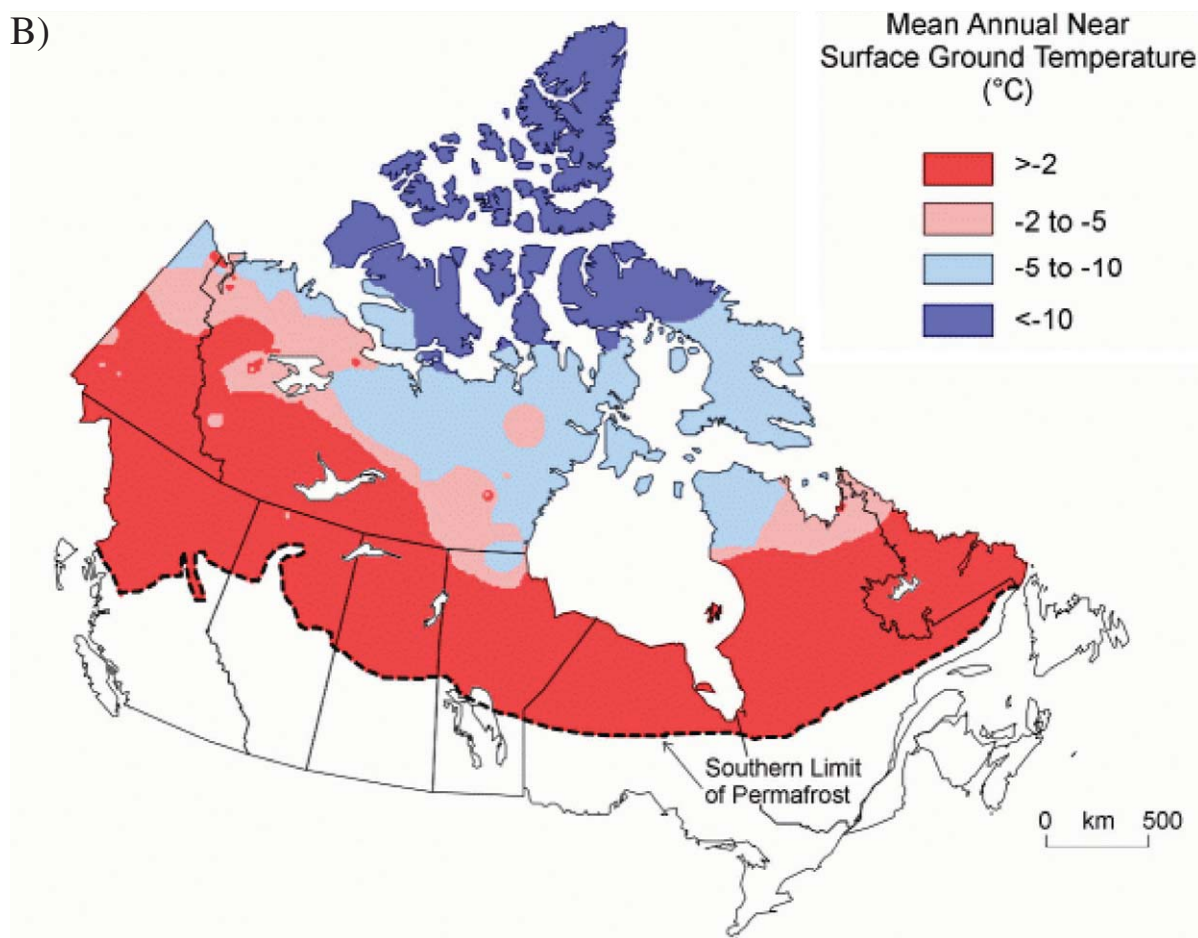 B)
Mean Annual Near
Surface Ground Temperature
(°C)
>-2
-2 to -5
-5 to -10
<-10
Southern Limit
of Permafrost
0 km 500